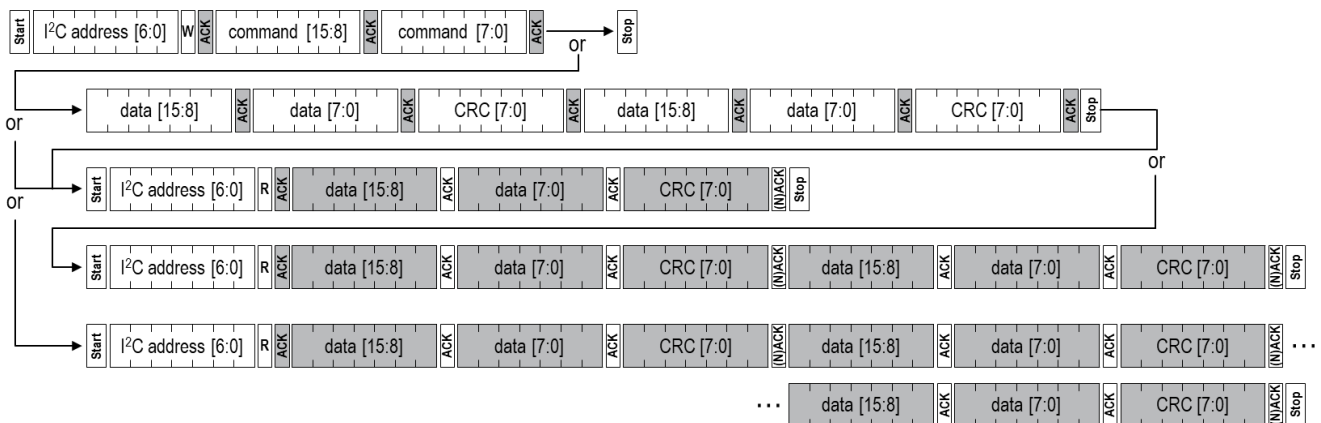 Start I²C address [6:0] W ACK command [15:8] ACK command [7:0] ACK or Stop
or data [15:8] ACK data [7:0] ACK CRC [7:0] ACK data [15:8] ACK data [7:0] ACK CRC [7:0] ACK Stop
or
Start I²C address [6:0] R ACK data [15:8] ACK data [7:0] ACK CRC [7:0] (N)ACK Stop
or
Start I²C address [6:0] R ACK data [15:8] ACK data [7:0] ACK CRC [7:0] (N)ACK data [15:8] ACK data [7:0] ACK CRC [7:0] (N)ACK Stop
Start I²C address [6:0] R ACK data [15:8] ACK data [7:0] ACK CRC [7:0] (N)ACK data [15:8] ACK data [7:0] ACK CRC [7:0] (N)ACK ...
... data [15:8] ACK data [7:0] ACK CRC [7:0] (N)ACK Stop